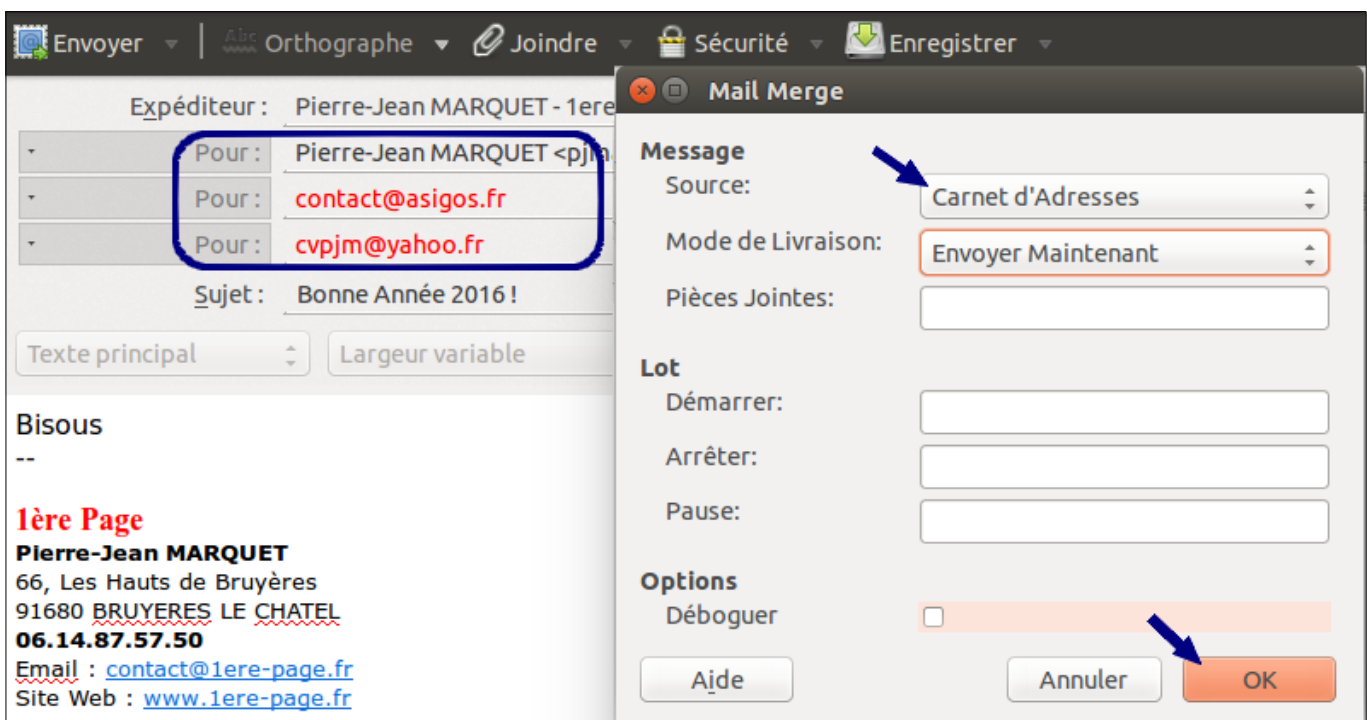 Envoyer Abc Orthographe Joindre Sécurité Enregistrer
Expéditeur : Pierre-Jean MARQUET - 1ere
Pour : Pierre-Jean MARQUET
Pour : contact@asigos.fr
Pour : cvpjm@yahoo.fr
Sujet : Bonne Année 2016 !
Texte principal Largeur variable
Bisous
--
1ère Page
Pierre-Jean MARQUET
66, Les Hauts de Bruyères
91680 BRUYERES LE CHATEL
06.14.87.57.50
Email : contact@1ere-page.fr
Site Web : www.1ere-page.fr
Mail Merge
Message
Source: Carnet d'Adresses
Mode de Livraison: Envoyer Maintenant
Pièces Jointes:
Lot
Démarrer:
Arrêter:
Pause:
Options
Déboguer
Aide Annuler OK